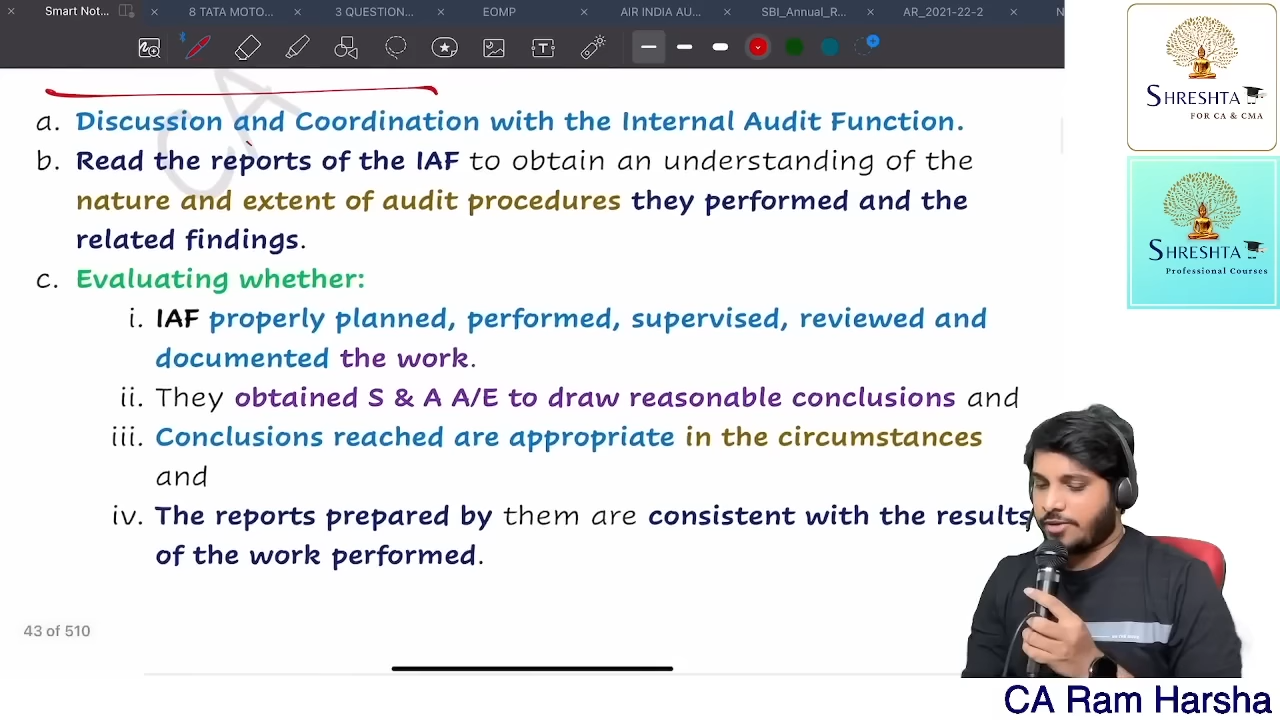 Smart Not...
8 TATA MOTO...
3 QUESTION...
EOMP
AIR INDIA AU...
SBI_Annual_R...
AR_2021-22-2
N
CA
a. Discussion and Coordination with the Internal Audit Function.
b. Read the reports of the IAF to obtain an understanding of the
nature and extent of audit procedures they performed and the
related findings.
c. Evaluating whether:
i. IAF properly planned, performed, supervised, reviewed and
documented the work.
ii. They obtained S & A A/E to draw reasonable conclusions and
iii. Conclusions reached are appropriate in the circumstances
and
iv. The reports prepared by them are consistent with the results
of the work performed.
43 of 510
SHRESHTA
FOR CA & CMA
SHRESHTA
Professional Courses
CA Ram Harsha